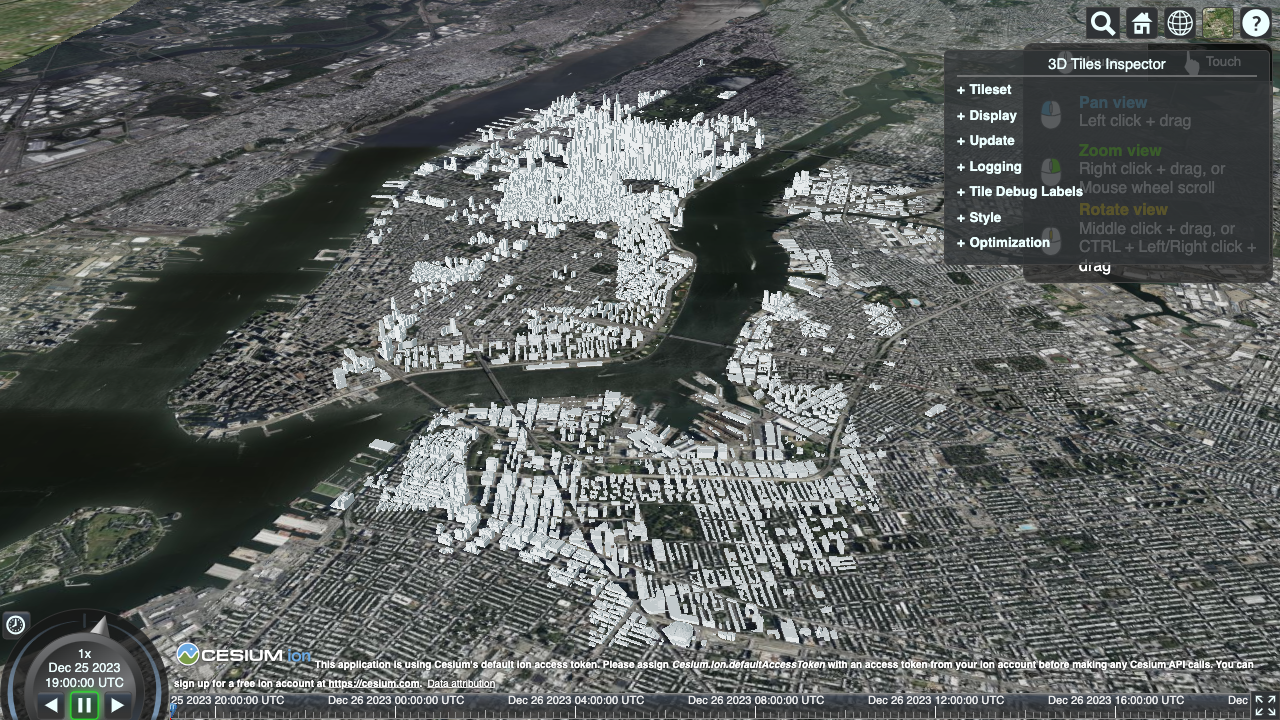 3D Tiles Inspector
Touch
+ Tileset
+ Display
+ Update
+ Logging
+ Tile Debug Labels
+ Style
+ Optimization
Pan view
Left click + drag
Zoom view
Right click + drag, or
Mouse wheel scroll
Rotate view
Middle click + drag, or
CTRL + Left/Right click +
drag
?
1x
Dec 25 2023
19:00:00 UTC
CESIUM ion
This application is using Cesium's default ion access token. Please assign Cesium.Ion.defaultAccessToken with an access token from your ion account before making any Cesium API calls. You can
sign up for a free ion account at https://cesium.com. Data attribution
25 2023 20:00:00 UTC
Dec 26 2023 00:00:00 UTC
Dec 26 2023 04:00:00 UTC
Dec 26 2023 08:00:00 UTC
Dec 26 2023 12:00:00 UTC
Dec 26 2023 16:00:00 UTC
Dec